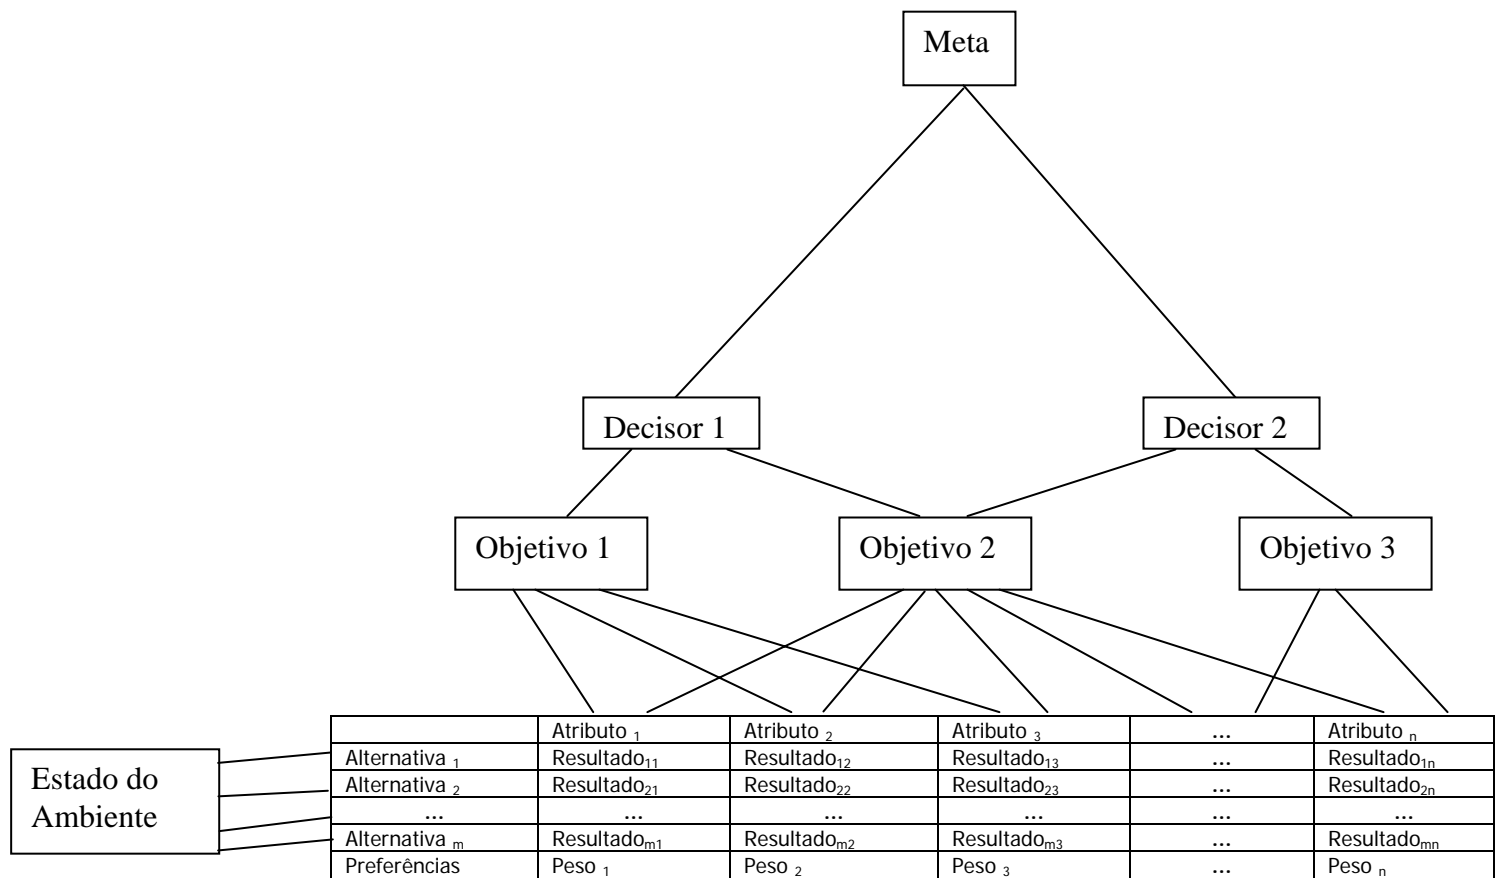 Meta
Decisor 1 Decisor 2
Objetivo 1 Objetivo 2 Objetivo 3
Estado do
Ambiente
Atributo 1 Atributo 2 Atributo 3 ... Atributo n
Alternativa 1 Resultado11 Resultado12 Resultado13 ... Resultado1n
Alternativa 2 Resultado21 Resultado22 Resultado23 ... Resultado2n
... ... ... ... ... ...
Alternativa m Resultadom1 Resultadom2 Resultadom3 ... Resultadomn
Preferências Peso 1 Peso 2 Peso 3 ... Peso n